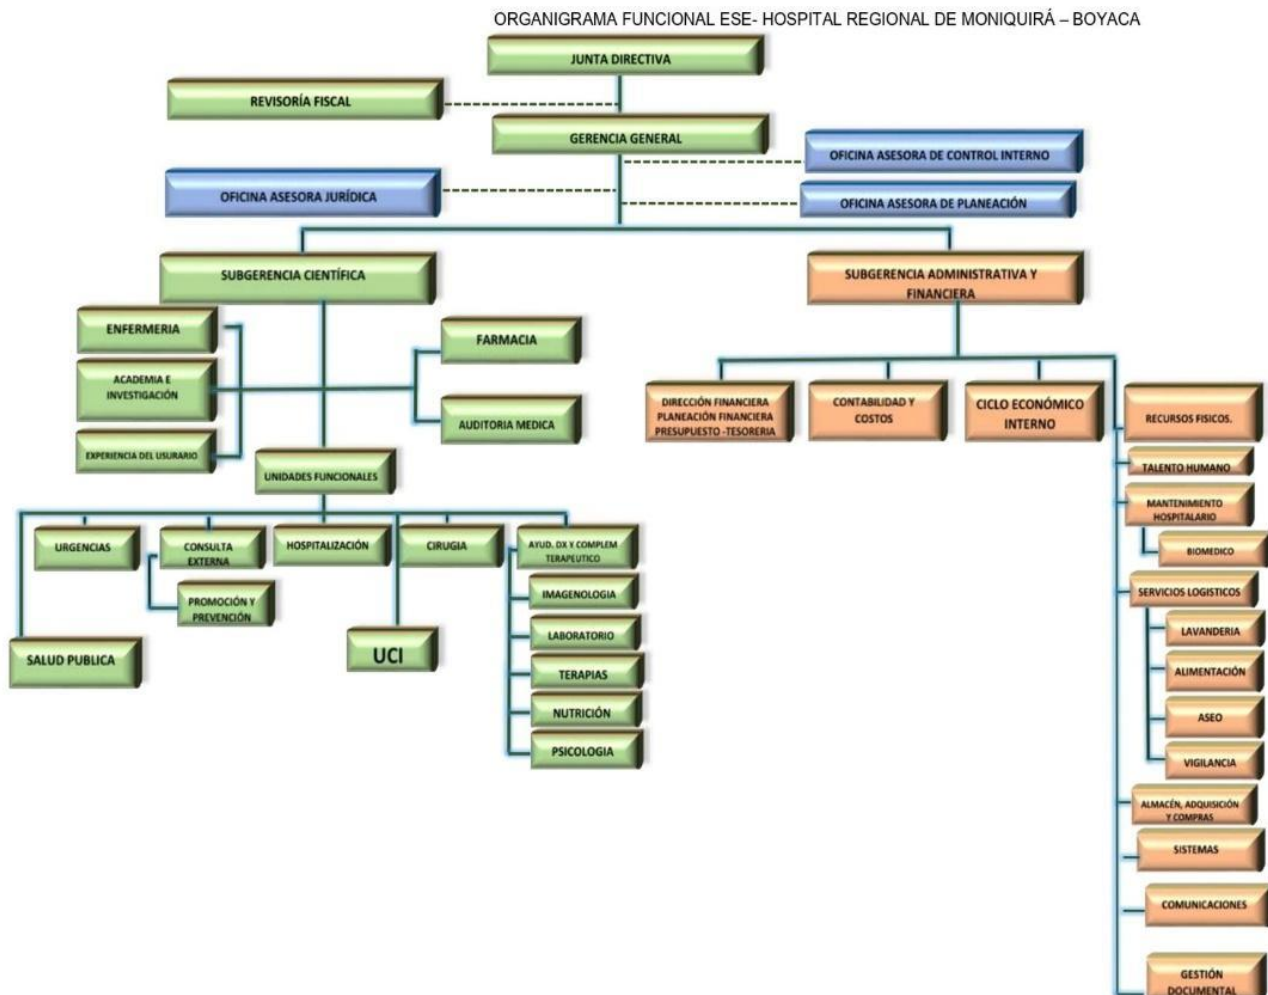 ORGANIGRAMA FUNCIONAL ESE- HOSPITAL REGIONAL DE MONIQUIRÁ – BOYACA
JUNTA DIRECTIVA
REVISORÍA FISCAL
GERENCIA GENERAL
OFICINA ASESORA DE CONTROL INTERNO
OFICINA ASESORA JURÍDICA
OFICINA ASESORA DE PLANEACIÓN
SUBGERENCIA CIENTÍFICA
SUBGERENCIA ADMINISTRATIVA Y
FINANCIERA
ENFERMERIA
FARMACIA
ACADEMIA E
INVESTIGACIÓN
AUDITORIA MEDICA
EXPERIENCIA DEL USURARIO
UNIDADES FUNCIONALES
DIRECCIÓN FINANCIERA
PLANEACIÓN FINANCIERA
PRESUPUESTO -TESORERIA
CONTABILIDAD Y
COSTOS
CICLO ECONÓMICO
INTERNO
RECURSOS FISICOS.
TALENTO HUMANO
MANTENIMIENTO
HOSPITALARIO
BIOMEDICO
SERVICIOS LOGISTICOS
LAVANDERIA
ALIMENTACIÓN
ASEO
VIGILANCIA
ALMACÉN, ADQUISICIÓN
Y COMPRAS
SISTEMAS
COMUNICACIONES
GESTIÓN
DOCUMENTAL
URGENCIAS
CONSULTA
EXTERNA
HOSPITALIZACIÓN
CIRUGIA
AYUD. DX Y COMPLEM
TERAPEUTICO
PROMOCIÓN Y
PREVENCIÓN
IMAGENOLOGIA
LABORATORIO
SALUD PUBLICA
UCI
TERAPIAS
NUTRICIÓN
PSICOLOGIA